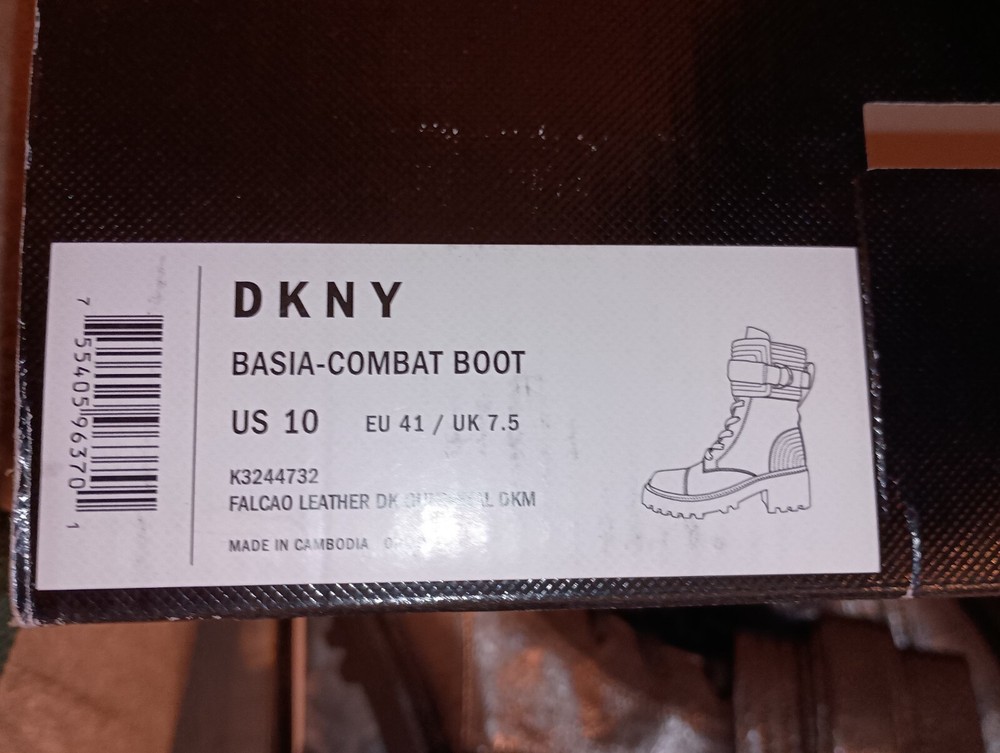 DKNY
BASIA-COMBAT BOOT
US 10 EU 41 / UK 7.5
K3244732
FALCAO LEATHER DK DKM
MADE IN CAMBODIA
7 55405 96370 1